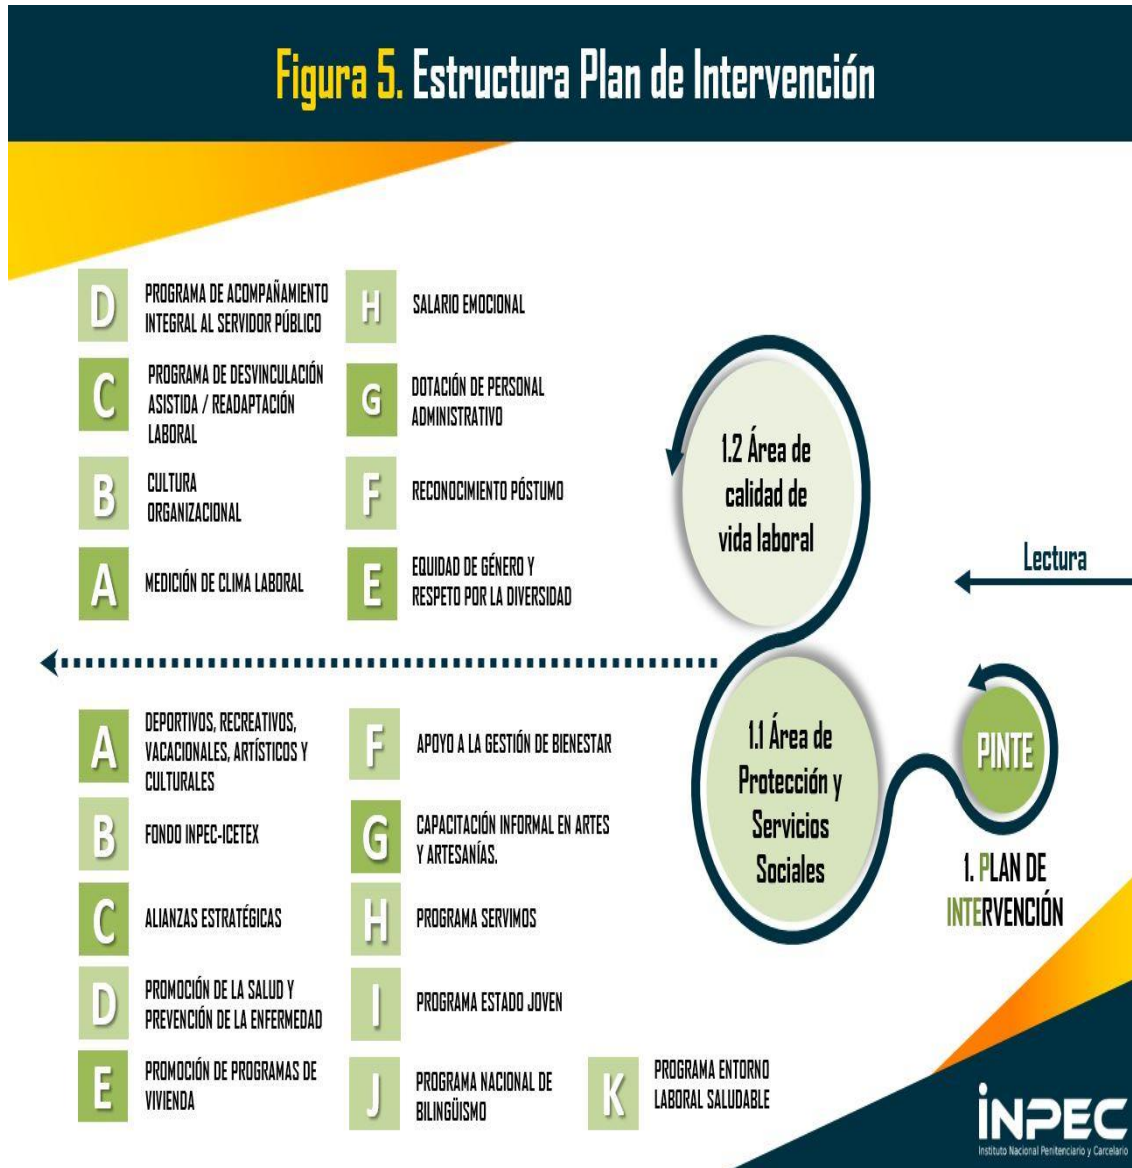 Figura 5. Estructura Plan de Intervención
D
PROGRAMA DE ACOMPAÑAMIENTO
INTEGRAL AL SERVIDOR PÚBLICO
H
SALARIO EMOCIONAL
C
PROGRAMA DE DESVINCULACIÓN
ASISTIDA / READAPTACIÓN
LABORAL
G
DOTACIÓN DE PERSONAL
ADMINISTRATIVO
B
CULTURA
ORGANIZACIONAL
F
RECONOCIMIENTO PÓSTUMO
A
MEDICIÓN DE CLIMA LABORAL
E
EQUIDAD DE GÉNERO Y
RESPETO POR LA DIVERSIDAD
1.2 Área de
calidad de
vida laboral
Lectura
A
DEPORTIVOS, RECREATIVOS,
VACACIONALES, ARTÍSTICOS Y
CULTURALES
F
APOYO A LA GESTIÓN DE BIENESTAR
B
FONDO INPEC-ICETEX
G
CAPACITACIÓN INFORMAL EN ARTES
Y ARTESANÍAS.
C
ALIANZAS ESTRATÉGICAS
H
PROGRAMA SERVIMOS
D
PROMOCIÓN DE LA SALUD Y
PREVENCIÓN DE LA ENFERMEDAD
I
PROGRAMA ESTADO JOVEN
E
PROMOCIÓN DE PROGRAMAS DE
VIVIENDA
J
PROGRAMA NACIONAL DE
BILINGÜISMO
K
PROGRAMA ENTORNO
LABORAL SALUDABLE
1.1 Área de
Protección y
Servicios
Sociales
PINTE
1. PLAN DE
INTERVENCIÓN
INPEC
Instituto Nacional Penitenciario y Carcelario